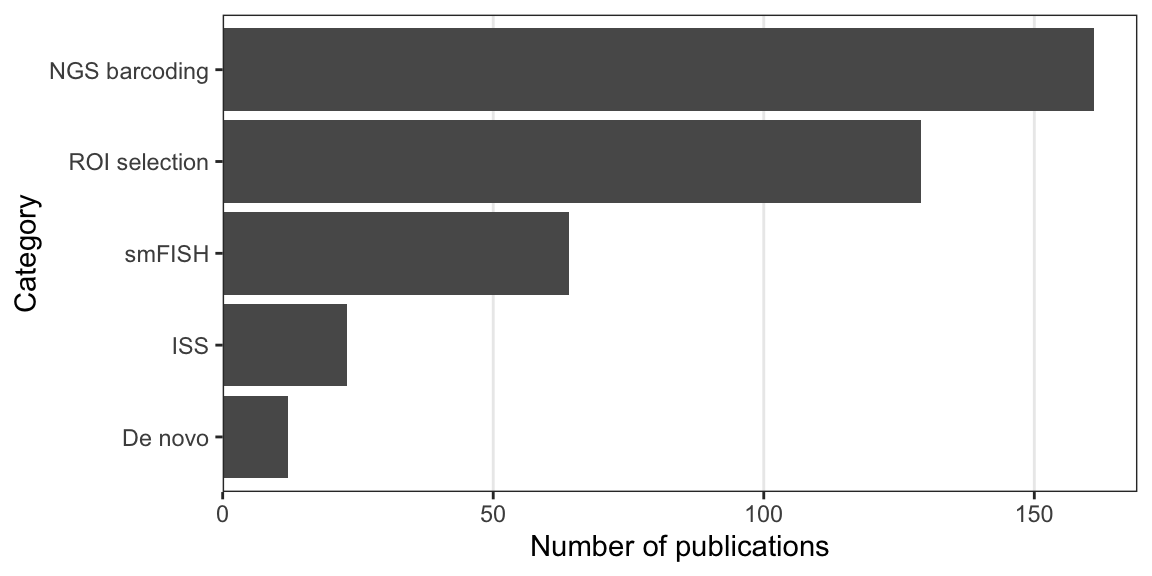 NGS barcoding
ROI selection
smFISH
ISS
De novo
Category
0 50 100 150
Number of publications